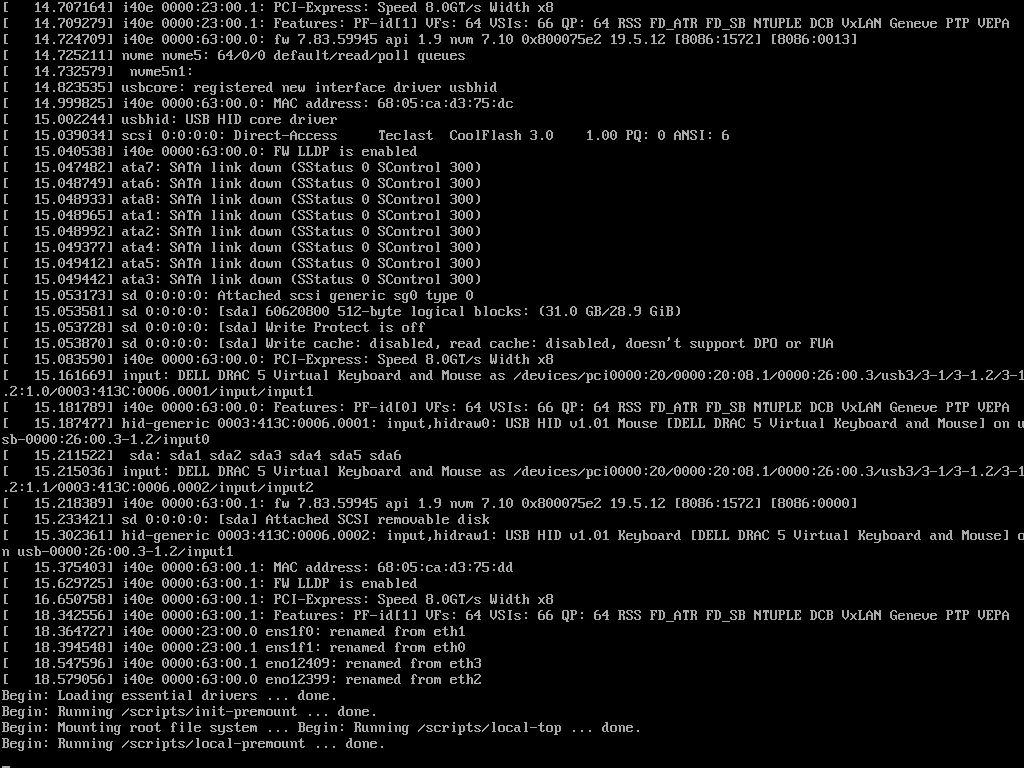 [   14.707164] i40e 0000:23:00.1: PCI-Express: Speed 8.0GT/s Width x8
[   14.709279] i40e 0000:23:00.1: Features: PF-id[1] VFs: 64 VSIs: 66 QP: 64 RSS FD_ATR FD_SB NTUPLE DCB VxLAN Geneve PTP VEPA
[   14.724709] i40e 0000:63:00.0: fw 7.83.59945 api 1.9 nvm 7.10 0x800075e2 19.5.12 [8086:1572] [8086:0013]
[   14.725211] nvme nvme5: 64/0/0 default/read/poll queues
[   14.732579]  nvme5n1:
[   14.823535] usbcore: registered new interface driver usbhid
[   14.999825] i40e 0000:63:00.0: MAC address: 68:05:ca:d3:75:dc
[   15.002244] usbhid: USB HID core driver
[   15.039034] scsi 0:0:0:0: Direct-Access     Teclast  CoolFlash 3.0    1.00 PQ: 0 ANSI: 6
[   15.040538] i40e 0000:63:00.0: FW LLDP is enabled
[   15.047482] ata7: SATA link down (SStatus 0 SControl 300)
[   15.048749] ata6: SATA link down (SStatus 0 SControl 300)
[   15.048933] ata8: SATA link down (SStatus 0 SControl 300)
[   15.048965] ata1: SATA link down (SStatus 0 SControl 300)
[   15.048992] ata2: SATA link down (SStatus 0 SControl 300)
[   15.049377] ata4: SATA link down (SStatus 0 SControl 300)
[   15.049412] ata5: SATA link down (SStatus 0 SControl 300)
[   15.049442] ata3: SATA link down (SStatus 0 SControl 300)
[   15.053173] sd 0:0:0:0: Attached scsi generic sg0 type 0
[   15.053581] sd 0:0:0:0: [sda] 60620800 512-byte logical blocks: (31.0 GB/28.9 GiB)
[   15.053728] sd 0:0:0:0: [sda] Write Protect is off
[   15.053870] sd 0:0:0:0: [sda] Write cache: disabled, read cache: disabled, doesn't support DPO or FUA
[   15.083590] i40e 0000:63:00.0: PCI-Express: Speed 8.0GT/s Width x8
[   15.161669] input: DELL DRAC 5 Virtual Keyboard and Mouse as /devices/pci0000:20/0000:20:08.1/0000:26:00.3/usb3/3-1/3-1.2/3-1
.2:1.0/0003:413C:0006.0001/input/input1
[   15.181789] i40e 0000:63:00.0: Features: PF-id[0] VFs: 64 VSIs: 66 QP: 64 RSS FD_ATR FD_SB NTUPLE DCB VxLAN Geneve PTP VEPA
[   15.187477] hid-generic 0003:413C:0006.0001: input,hidraw0: USB HID v1.01 Mouse [DELL DRAC 5 Virtual Keyboard and Mouse] on u
sb-0000:26:00.3-1.2/input0
[   15.211522]  sda: sda1 sda2 sda3 sda4 sda5 sda6
[   15.215036] input: DELL DRAC 5 Virtual Keyboard and Mouse as /devices/pci0000:20/0000:20:08.1/0000:26:00.3/usb3/3-1/3-1.2/3-1
.2:1.1/0003:413C:0006.0002/input/input2
[   15.218389] i40e 0000:63:00.1: fw 7.83.59945 api 1.9 nvm 7.10 0x800075e2 19.5.12 [8086:1572] [8086:0000]
[   15.233421] sd 0:0:0:0: [sda] Attached SCSI removable disk
[   15.302361] hid-generic 0003:413C:0006.0002: input,hidraw1: USB HID v1.01 Keyboard [DELL DRAC 5 Virtual Keyboard and Mouse] o
n usb-0000:26:00.3-1.2/input1
[   15.375403] i40e 0000:63:00.1: MAC address: 68:05:ca:d3:75:dd
[   15.629725] i40e 0000:63:00.1: FW LLDP is enabled
[   16.650758] i40e 0000:63:00.1: PCI-Express: Speed 8.0GT/s Width x8
[   18.342556] i40e 0000:63:00.1: Features: PF-id[1] VFs: 64 VSIs: 66 QP: 64 RSS FD_ATR FD_SB NTUPLE DCB VxLAN Geneve PTP VEPA
[   18.364727] i40e 0000:23:00.0 ens1f0: renamed from eth1
[   18.394548] i40e 0000:23:00.1 ens1f1: renamed from eth0
[   18.547596] i40e 0000:63:00.1 eno12409: renamed from eth3
[   18.579056] i40e 0000:63:00.0 eno12399: renamed from eth2
Begin: Loading essential drivers ... done.
Begin: Running /scripts/init-premount ... done.
Begin: Mounting root file system ... Begin: Running /scripts/local-top ... done.
Begin: Running /scripts/local-premount ... done.